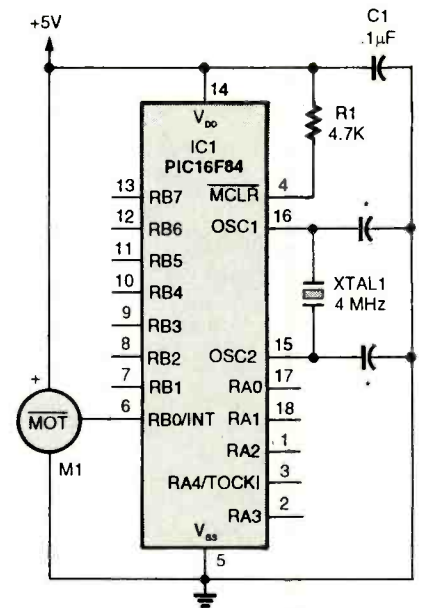 +5V
C1
.1µF
14
V_DD
IC1
PIC16F84
R1
4.7K
13 RB7
MCLR 4
12 RB6
OSC1 16
11 RB5
10 RB4
XTAL1
4 MHz
9 RB3
8 RB2
OSC2 15
7 RB1
RA0 17
+
MOT
M1
6 RB0/INT
RA1 18
RA2 1
RA4/TOCKI 3
RA3 2
V_SS
5